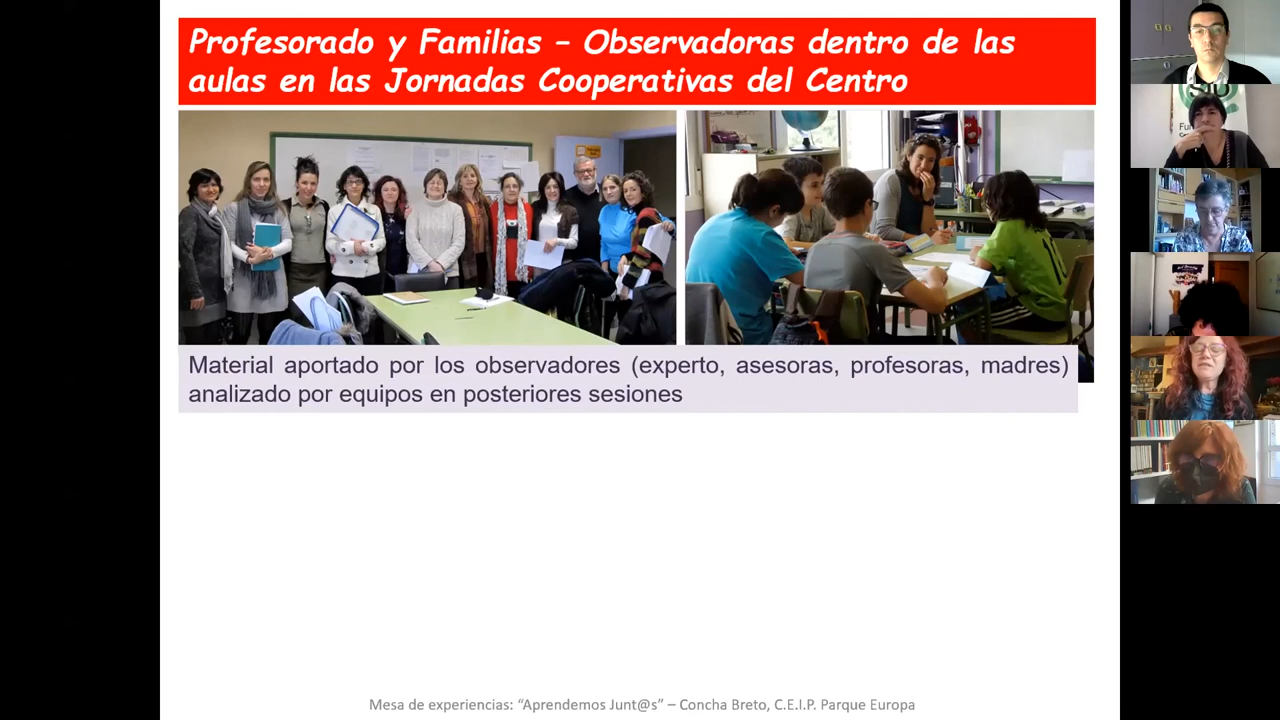 Profesorado y Familias – Observadoras dentro de las
aulas en las Jornadas Cooperativas del Centro
Material aportado por los observadores (experto, asesoras, profesoras, madres)
analizado por equipos en posteriores sesiones
Mesa de experiencias: “Aprendemos Junt@s” – Concha Breto, C.E.I.P. Parque Europa